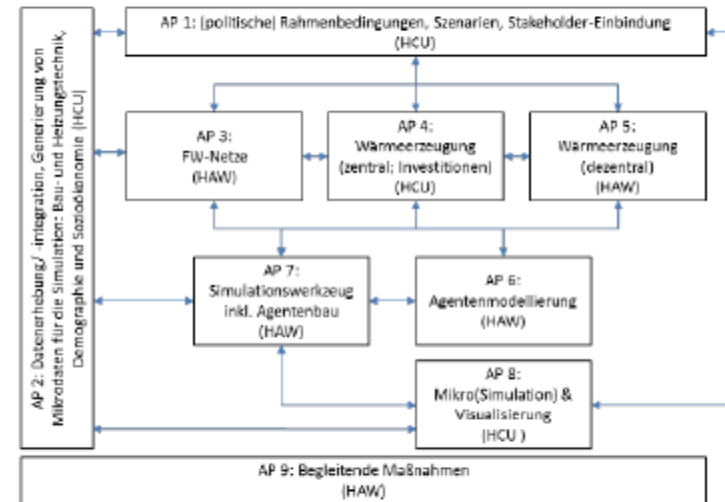 AP 1: (politische) Rahmenbedingungen, Szenarien, Stakeholder-Einbindung
(HCU)
AP 2: Datenerhebung/ -integration, Generierung von
Mikrodaten für die Simulation: Bau- und Heizungstechnik,
Demographie und Sozioökonomie (HCU)
AP 3:
FW-Netze
(HAW)
AP 4:
Wärmeerzeugung
(zentral; Investitionen)
(HCU)
AP 5:
Wärmeerzeugung
(dezentral)
(HAW)
AP 7:
Simulationswerkzeug
inkl. Agentenbau
(HAW)
AP 6:
Agentenmodellierung
(HAW)
AP 8:
Mikro(Simulation) &
Visualisierung
(HCU )
AP 9: Begleitende Maßnahmen
(HAW)